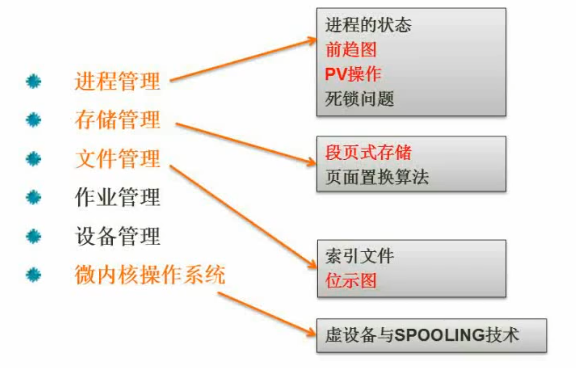 进程管理
存储管理
文件管理
作业管理
设备管理
微内核操作系统
进程的状态
前趋图
PV操作
死锁问题
段页式存储
页面置换算法
索引文件
位示图
虚设备与SPOOLING技术